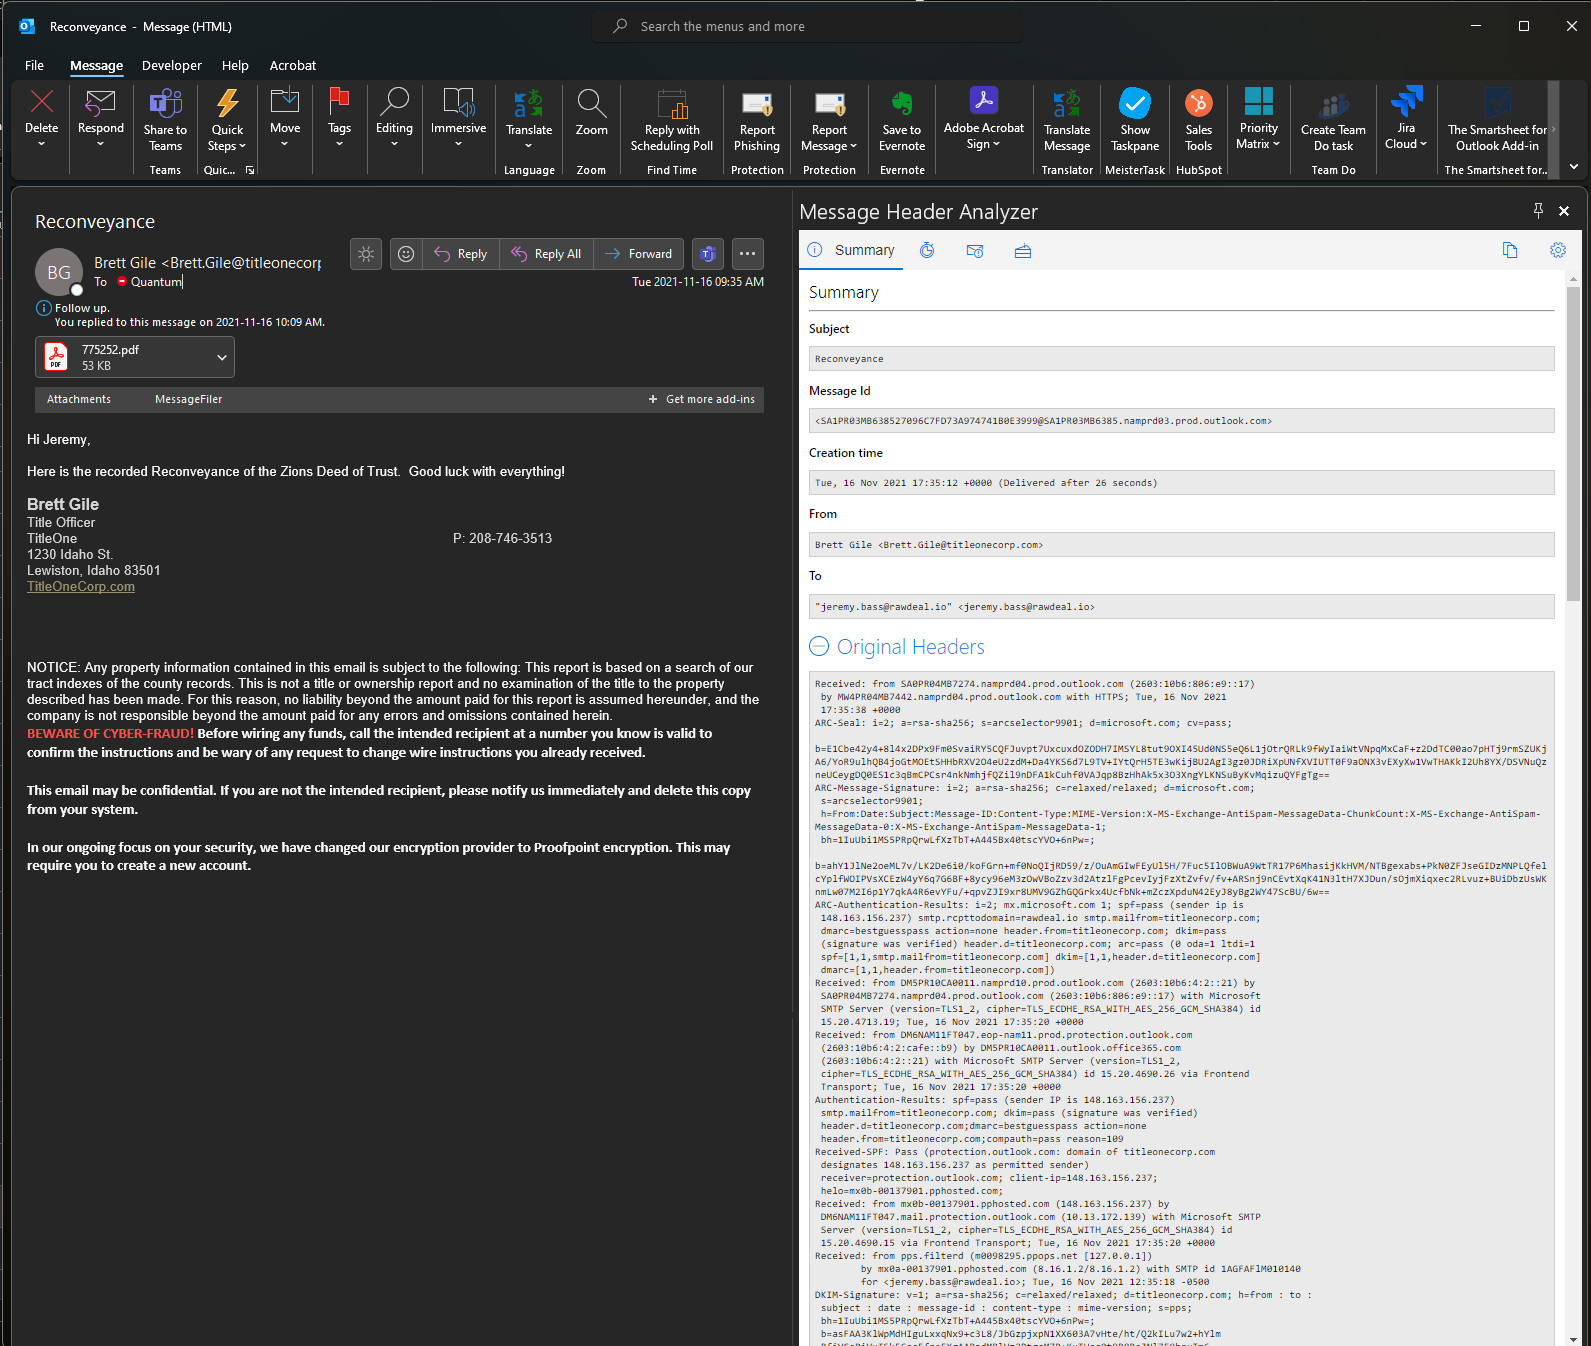 Reconveyance - Message (HTML)
Search the menus and more
File Message Developer Help Acrobat
Delete
Respond
Share to Teams
Quick Steps
Move
Tags
Editing
Immersive
Translate
Zoom
Reply with Scheduling Poll
Report Phishing
Report Message
Save to Evernote
Adobe Acrobat Sign
Translate Message
Show Taskpane
Sales Tools
Priority Matrix
Create Team Do task
Jira Cloud
The Smartsheet for Outlook Add-in
Teams Quic... Language Zoom Find Time Protection Protection Evernote Translator MeisterTask HubSpot Team Do The Smartsheet for...
Reconveyance
BG
Brett Gile <Brett.Gile@titleonecorp
To Quantum
Reply Reply All Forward
Tue 2021-11-16 09:35 AM
Follow up.
You replied to this message on 2021-11-16 10:09 AM.
PDF
775252.pdf
53 KB
Attachments MessageFiler + Get more add-ins
Hi Jeremy,
Here is the recorded Reconveyance of the Zions Deed of Trust.  Good luck with everything!
Brett Gile
Title Officer
TitleOne P: 208-746-3513
1230 Idaho St.
Lewiston, Idaho 83501
TitleOneCorp.com
NOTICE: Any property information contained in this email is subject to the following: This report is based on a search of our
tract indexes of the county records. This is not a title or ownership report and no examination of the title to the property
described has been made. For this reason, no liability beyond the amount paid for this report is assumed hereunder, and the
company is not responsible beyond the amount paid for any errors and omissions contained herein.
BEWARE OF CYBER-FRAUD! Before wiring any funds, call the intended recipient at a number you know is valid to
confirm the instructions and be wary of any request to change wire instructions you already received.
This email may be confidential. If you are not the intended recipient, please notify us immediately and delete this copy
from your system.
In our ongoing focus on your security, we have changed our encryption provider to Proofpoint encryption. This may
require you to create a new account.
Message Header Analyzer
Summary
Summary
Subject
Reconveyance
Message Id
<SA1PR03MB638527096C7FD73A974741B0E3999@SA1PR03MB6385.namprd03.prod.outlook.com>
Creation time
Tue, 16 Nov 2021 17:35:12 +0000 (Delivered after 26 seconds)
From
Brett Gile <Brett.Gile@titleonecorp.com>
To
"jeremy.bass@rawdeal.io" <jeremy.bass@rawdeal.io>
Original Headers
Received: from SA0PR04MB7274.namprd04.prod.outlook.com (2603:10b6:806:e9::17)
by MW4PR04MB7442.namprd04.prod.outlook.com with HTTPS; Tue, 16 Nov 2021
17:35:38 +0000
ARC-Seal: i=2; a=rsa-sha256; s=arcselector9901; d=microsoft.com; cv=pass;
ARC-Message-Signature: i=2; a=rsa-sha256; c=relaxed/relaxed; d=microsoft.com;
s=arcselector9901;
h=From:Date:Subject:Message-ID:Content-Type:MIME-Version:X-MS-Exchange-AntiSpam-MessageData-ChunkCount:X-MS-Exchange-AntiSpam-
MessageData-0:X-MS-Exchange-AntiSpam-MessageData-1;
bh=1IuUbi1MS5PRpQrwLfXzTbT+A445Bx40tscYVO+6nPw=;
ARC-Authentication-Results: i=2; mx.microsoft.com 1; spf=pass (sender ip is
148.163.156.237) smtp.rcpttodomain=rawdeal.io smtp.mailfrom=titleonecorp.com;
dmarc=bestguesspass action=none header.from=titleonecorp.com; dkim=pass
(signature was verified) header.d=titleonecorp.com; arc=pass (0 oda=1 ltdi=1
spf=[1,1,smtp.mailfrom=titleonecorp.com] dkim=[1,1,header.d=titleonecorp.com]
dmarc=[1,1,header.from=titleonecorp.com])
Received: from DM5PR10CA0011.namprd10.prod.outlook.com (2603:10b6:4:2::21) by
SA0PR04MB7274.namprd04.prod.outlook.com (2603:10b6:806:e9::17) with Microsoft
SMTP Server (version=TLS1_2, cipher=TLS_ECDHE_RSA_WITH_AES_256_GCM_SHA384) id
15.20.4713.19; Tue, 16 Nov 2021 17:35:20 +0000
Received: from DM6NAM11FT047.eop-nam11.prod.protection.outlook.com
(2603:10b6:4:2:cafe::b9) by DM5PR10CA0011.outlook.office365.com
(2603:10b6:4:2::21) with Microsoft SMTP Server (version=TLS1_2,
cipher=TLS_ECDHE_RSA_WITH_AES_256_GCM_SHA384) id 15.20.4690.26 via Frontend
Transport; Tue, 16 Nov 2021 17:35:20 +0000
Authentication-Results: spf=pass (sender IP is 148.163.156.237)
smtp.mailfrom=titleonecorp.com; dkim=pass (signature was verified)
header.d=titleonecorp.com;dmarc=bestguesspass action=none
header.from=titleonecorp.com;compauth=pass reason=109
Received-SPF: Pass (protection.outlook.com: domain of titleonecorp.com
designates 148.163.156.237 as permitted sender)
receiver=protection.outlook.com; client-ip=148.163.156.237;
helo=mx0b-00137901.pphosted.com;
Received: from mx0b-00137901.pphosted.com (148.163.156.237) by
DM6NAM11FT047.mail.protection.outlook.com (10.13.172.139) with Microsoft SMTP
Server (version=TLS1_2, cipher=TLS_ECDHE_RSA_WITH_AES_256_GCM_SHA384) id
15.20.4690.15 via Frontend Transport; Tue, 16 Nov 2021 17:35:20 +0000
Received: from pps.filterd (m0098295.ppops.net [127.0.0.1])
by mx0a-00137901.pphosted.com (8.16.1.2/8.16.1.2) with SMTP id 1AGFAFlM010140
for <jeremy.bass@rawdeal.io>; Tue, 16 Nov 2021 12:35:18 -0500
DKIM-Signature: v=1; a=rsa-sha256; c=relaxed/relaxed; d=titleonecorp.com; h=from : to :
subject : date : message-id : content-type : mime-version; s=pps;
bh=1IuUbi1MS5PRpQrwLfXzTbT+A445Bx40tscYVO+6nPw=;